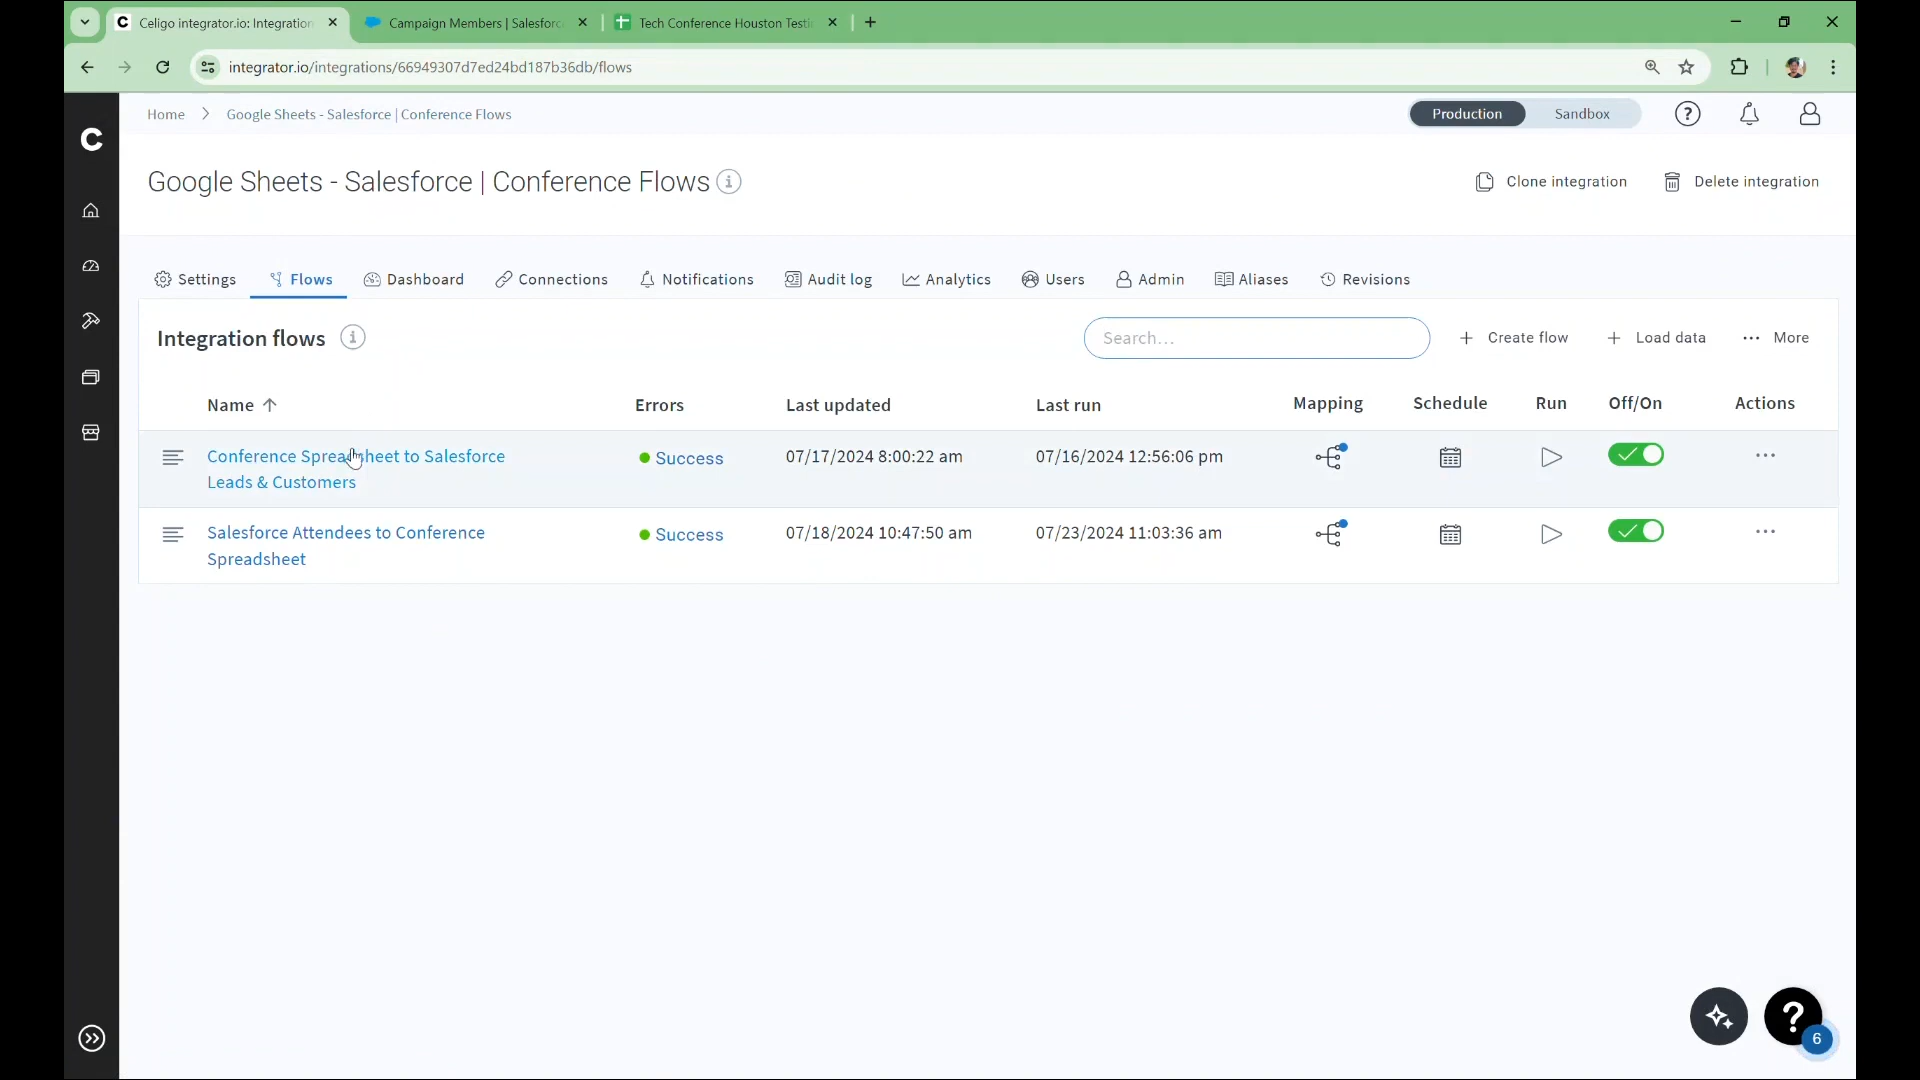 Celigo integrator.io: Integration
Campaign Members | Salesforc
Tech Conference Houston Testi
integrator.io/integrations/66949307d7ed24bd187b36db/flows
Home
Google Sheets - Salesforce | Conference Flows
Production
Sandbox
Google Sheets - Salesforce | Conference Flows
Clone integration
Delete integration
Settings
Flows
Dashboard
Connections
Notifications
Audit log
Analytics
Users
Admin
Aliases
Revisions
Integration flows
Search...
+ Create flow
+ Load data
... More
Name
Errors
Last updated
Last run
Mapping
Schedule
Run
Off/On
Actions
Conference Spreadsheet to Salesforce
Leads & Customers
Success
07/17/2024 8:00:22 am
07/16/2024 12:56:06 pm
Salesforce Attendees to Conference
Spreadsheet
Success
07/18/2024 10:47:50 am
07/23/2024 11:03:36 am
?
6